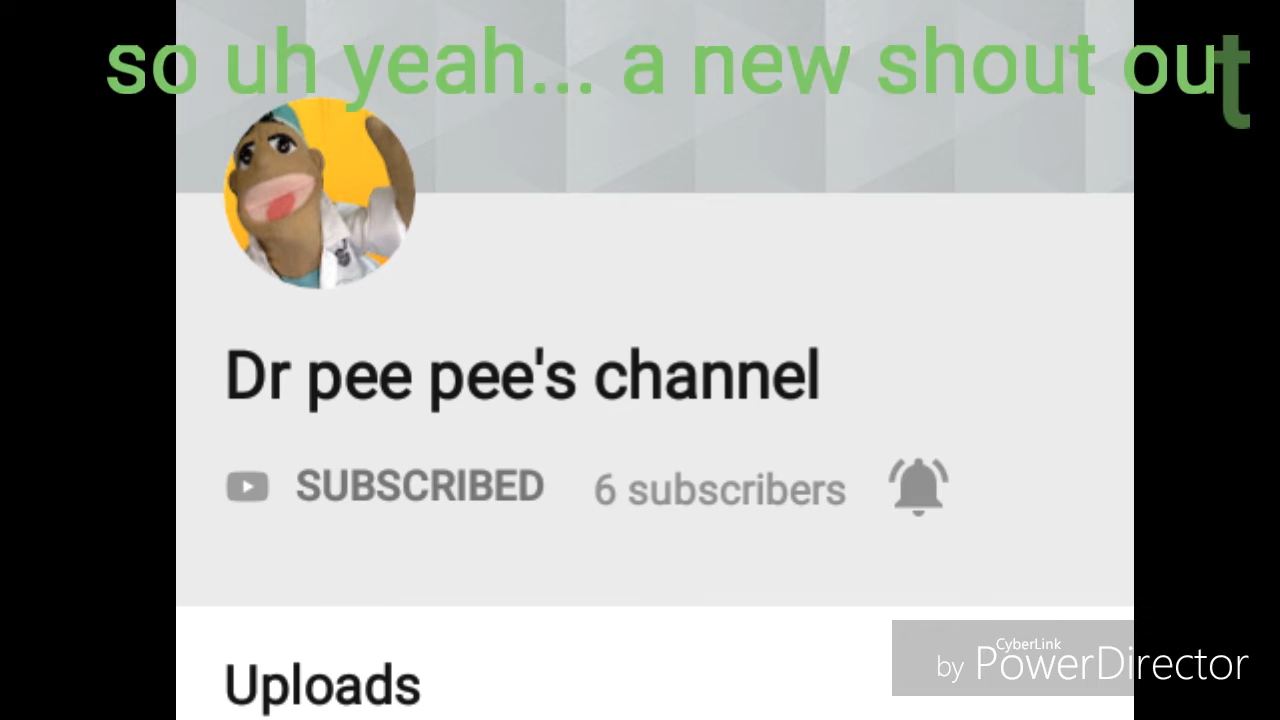 so uh yeah... a new shout out
Dr pee pee's channel
SUBSCRIBED 6 subscribers
Uploads
by CyberLink PowerDirector